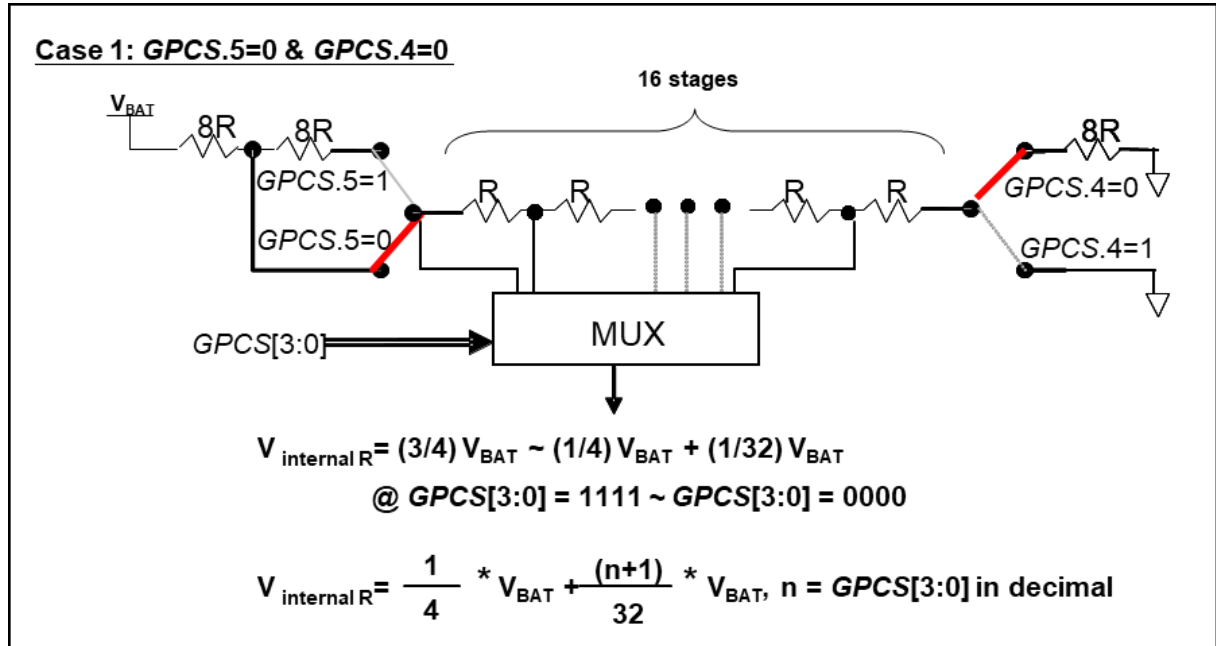 Case 1: GPCS.5=0 & GPCS.4=0
16 stages
VBAT
8R
8R
8R
GPCS.5=1
GPCS.4=0
R
R
R
R
GPCS.5=0
GPCS.4=1
MUX
GPCS[3:0]
V internal R= (3/4) VBAT ~ (1/4) VBAT + (1/32) VBAT
@ GPCS[3:0] = 1111 ~ GPCS[3:0] = 0000
V internal R= 1/4 * VBAT + (n+1)/32 * VBAT, n = GPCS[3:0] in decimal